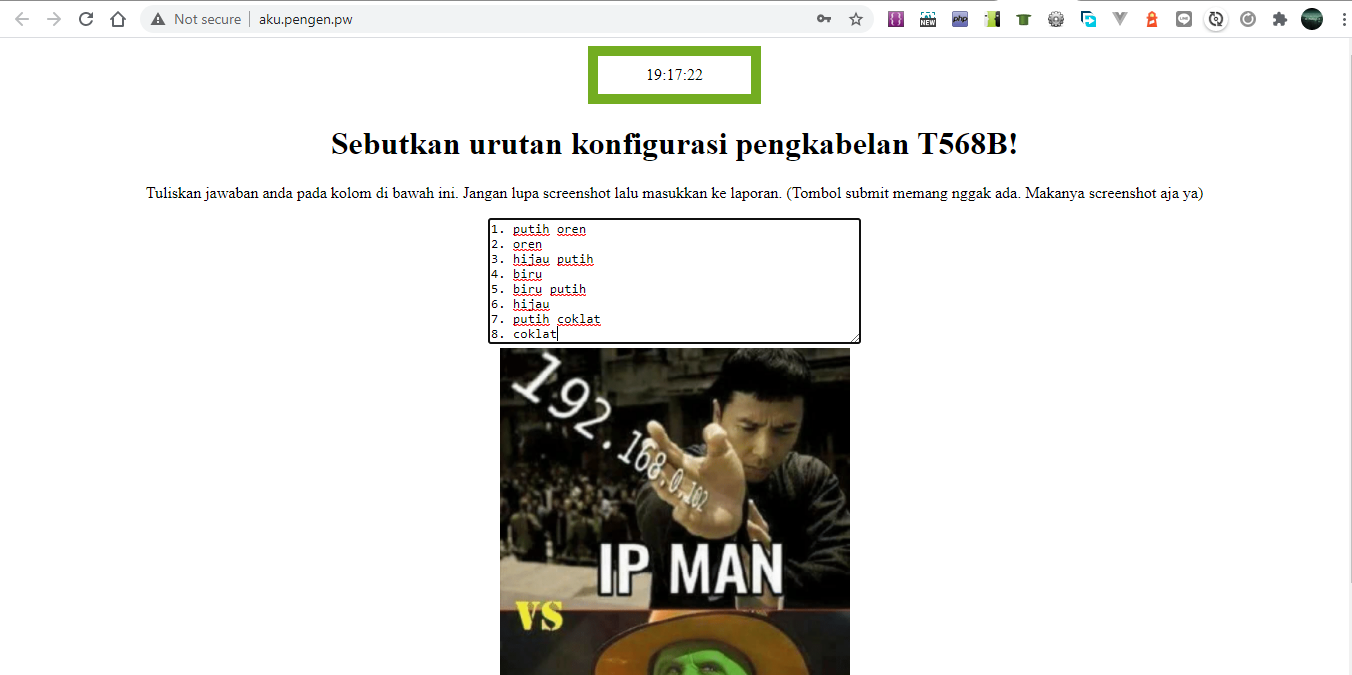 Not secure
aku.pengen.pw
NEW
php
19:17:22
Sebutkan urutan konfigurasi pengkabelan T568B!
Tuliskan jawaban anda pada kolom di bawah ini. Jangan lupa screenshot lalu masukkan ke laporan. (Tombol submit memang nggak ada. Makanya screenshot aja ya)
1. putih oren
2. oren
3. hijau putih
4. biru
5. biru putih
6. hijau
7. putih coklat
8. coklat
192.168.0.102
IP MAN
VS